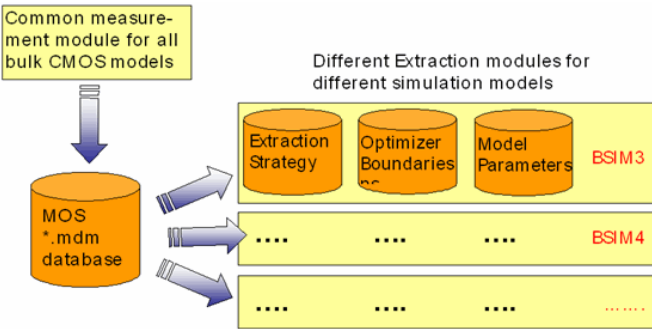 Common measure-
ment module for all
bulk CMOS models
Different Extraction modules for
different simulation models
Extraction
Strategy
Optimizer
Boundaries
Model
Parameters
BSIM3
MOS
*.mdm
database
....
....
....
BSIM4
....
....
....
.......